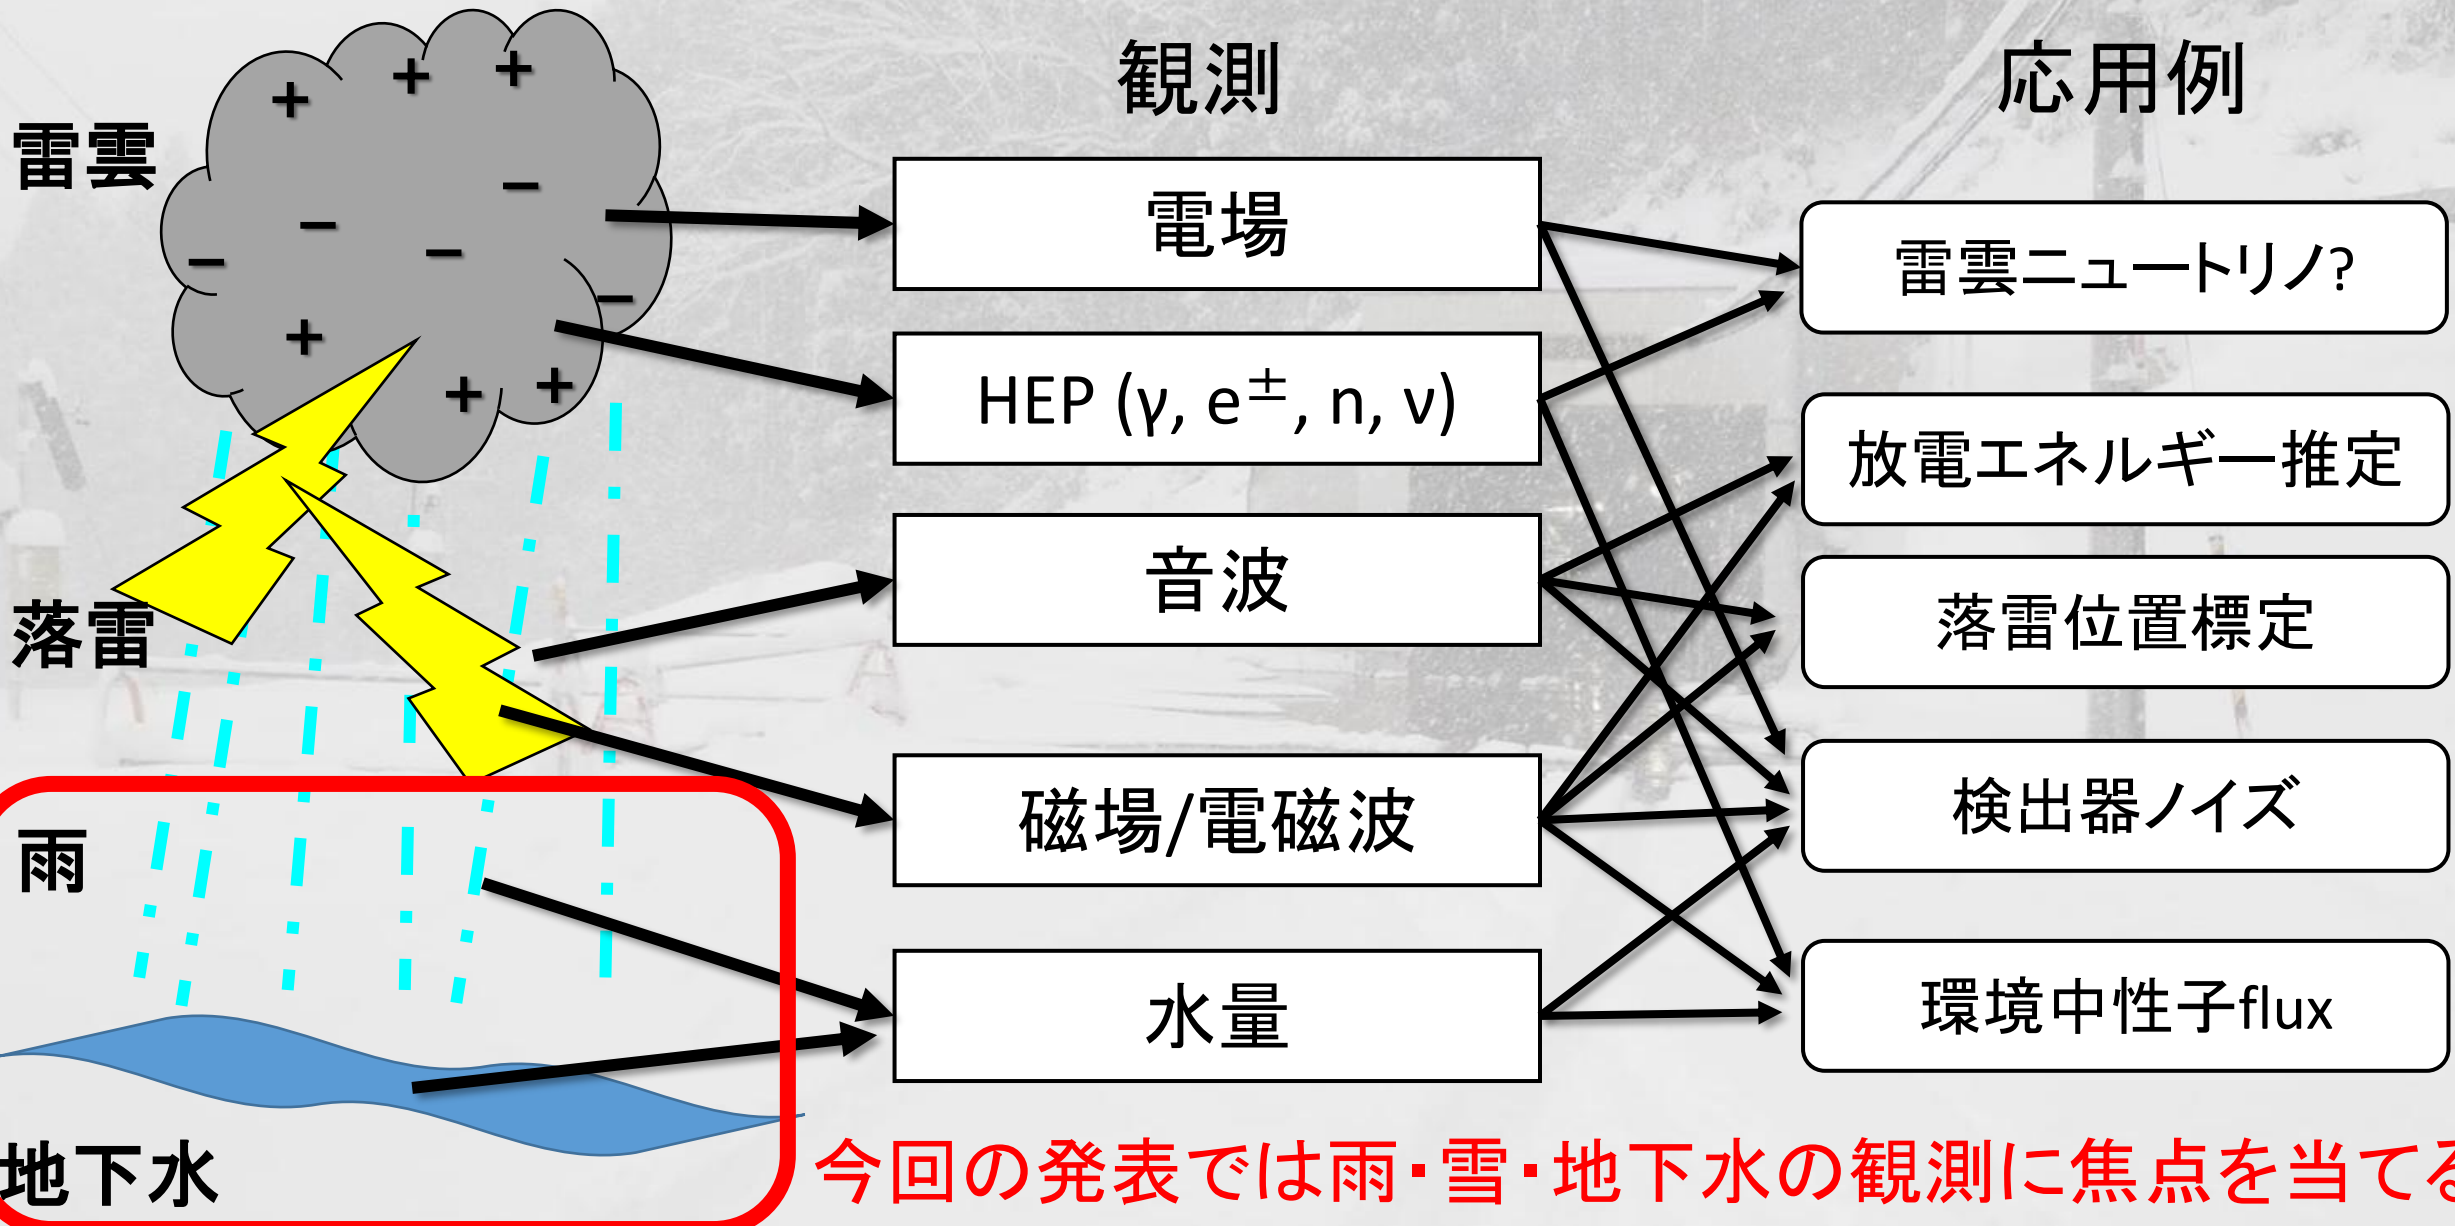 観測
応用例
雷雲
電場
HEP (γ, e±, n, ν)
音波
磁場/電磁波
水量
雷雲ニュートリノ?
放電エネルギー推定
落雷位置標定
検出器ノイズ
環境中性子flux
落雷
雨
地下水
今回の発表では雨・雪・地下水の観測に焦点を当てる
+
+
+
−
−
−
−
−
+
+
+